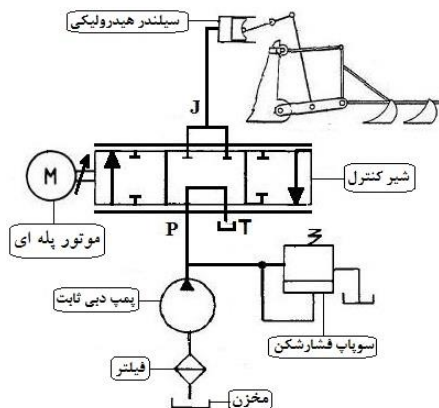 سیلندر هیدرولیکی
J
شیر کنترل
M
موتور پله ای
P
T
پمپ دبی ثابت
سوپاپ فشارشکن
فیلتر
مخزن